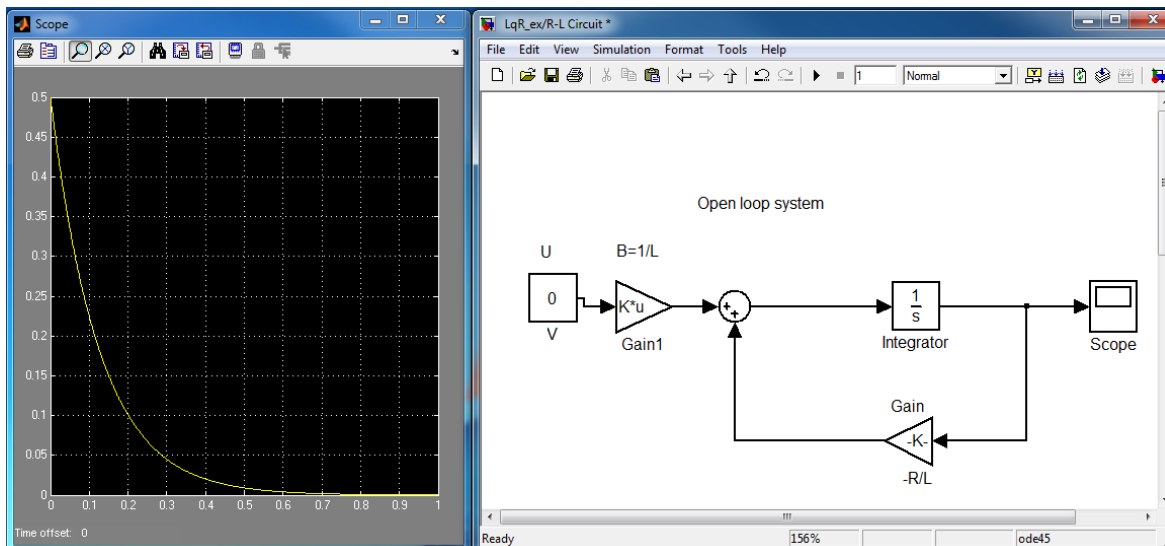 Scope
0.5
0.45
0.4
0.35
0.3
0.25
0.2
0.15
0.1
0.05
0
0 0.1 0.2 0.3 0.4 0.5 0.6 0.7 0.8 0.9 1
Time offset: 0
LqR_ex/R-L Circuit *
File Edit View Simulation Format Tools Help
1 Normal
Open loop system
U B=1/L
0 K*u 1/s
V Gain1 Integrator Scope
Gain
-K-
-R/L
Ready 156% ode45